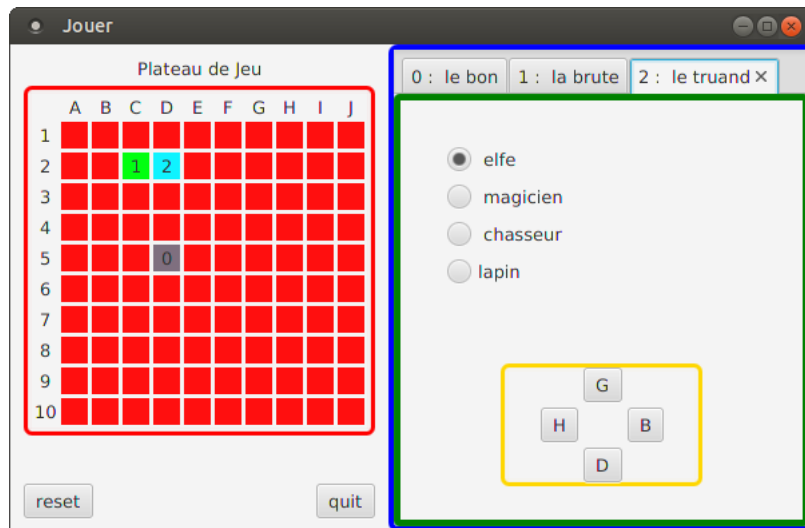 Jouer
Plateau de Jeu
A B C D E F G H I J
1
2 1 2
3
4
5 0
6
7
8
9
10
reset quit
0 : le bon 1 : la brute 2 : le truand ×
elfe
magicien
chasseur
lapin
G
H B
D